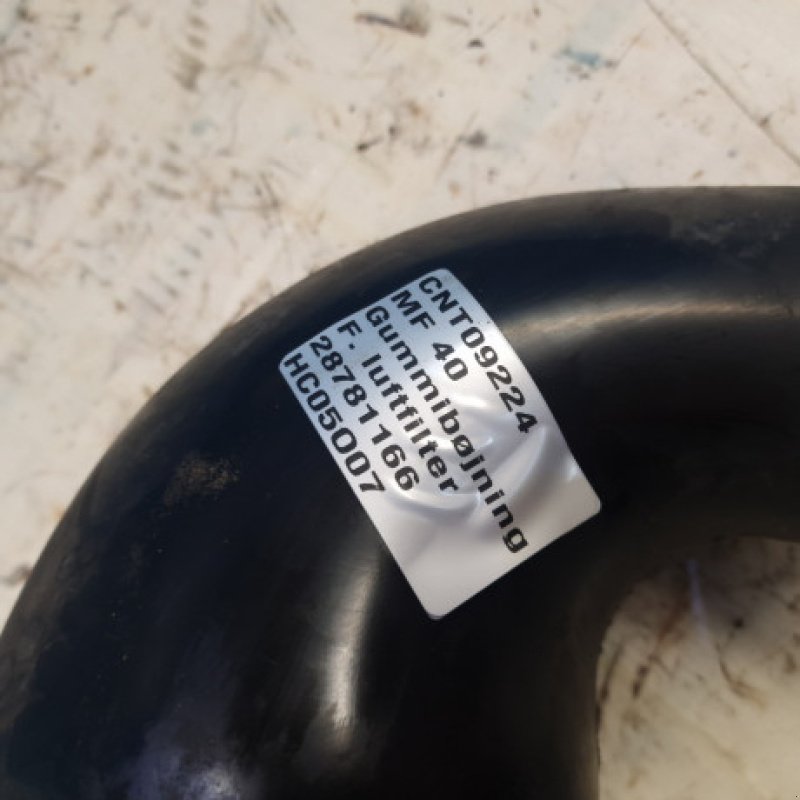 CNT09224
MF 40
Gummibøjning
F. luftfilter
28781166
HC05007